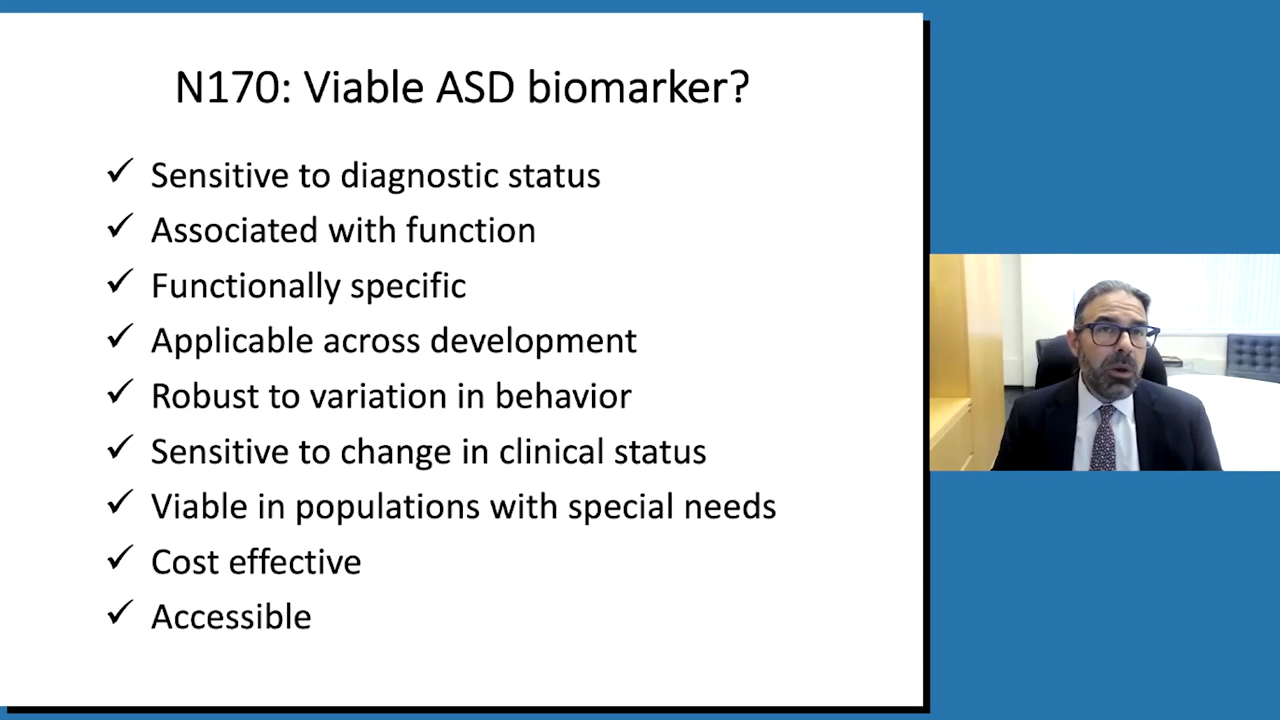 N170: Viable ASD biomarker?
✓ Sensitive to diagnostic status
✓ Associated with function
✓ Functionally specific
✓ Applicable across development
✓ Robust to variation in behavior
✓ Sensitive to change in clinical status
✓ Viable in populations with special needs
✓ Cost effective
✓ Accessible